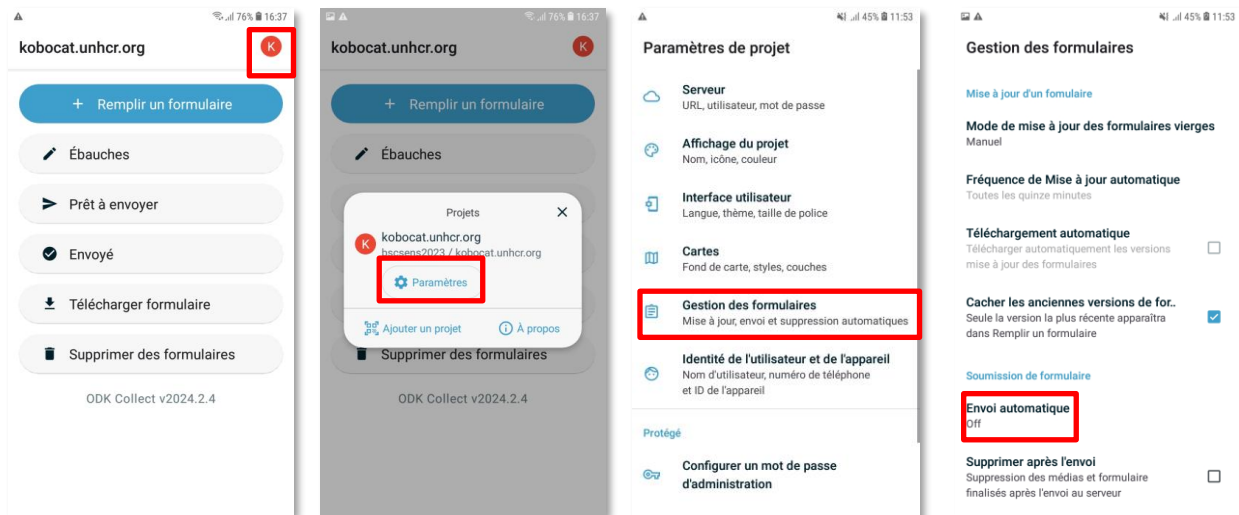 76% 16:37
kobocat.unhcr.org
K
+ Remplir un formulaire
Ébauches
Prêt à envoyer
Envoyé
Télécharger formulaire
Supprimer des formulaires
ODK Collect v2024.2.4
76% 16:37
kobocat.unhcr.org
K
+ Remplir un formulaire
Ébauches
Projets
K
kobocat.unhcr.org
bscsens2023 / kobocat.unhcr.org
Paramètres
Ajouter un projet
À propos
Supprimer des formulaires
ODK Collect v2024.2.4
45% 11:53
Paramètres de projet
Serveur
URL, utilisateur, mot de passe
Affichage du projet
Nom, icône, couleur
Interface utilisateur
Langue, thème, taille de police
Cartes
Fond de carte, styles, couches
Gestion des formulaires
Mise à jour, envoi et suppression automatiques
Identité de l'utilisateur et de l'appareil
Nom d'utilisateur, numéro de téléphone
et ID de l'appareil
Protégé
Configurer un mot de passe
d'administration
45% 11:53
Gestion des formulaires
Mise à jour d'un fomulaire
Mode de mise à jour des formulaires vierges
Manuel
Fréquence de Mise à jour automatique
Toutes les quinze minutes
Téléchargement automatique
Télécharger automatiquement les versions
mise à jour des formulaires
Cacher les anciennes versions de for..
Seule la version la plus récente apparaîtra
dans Remplir un formulaire
Soumission de formulaire
Envoi automatique
Off
Supprimer après l'envoi
Suppression des médias et formulaire
finalisés après l'envoi au serveur